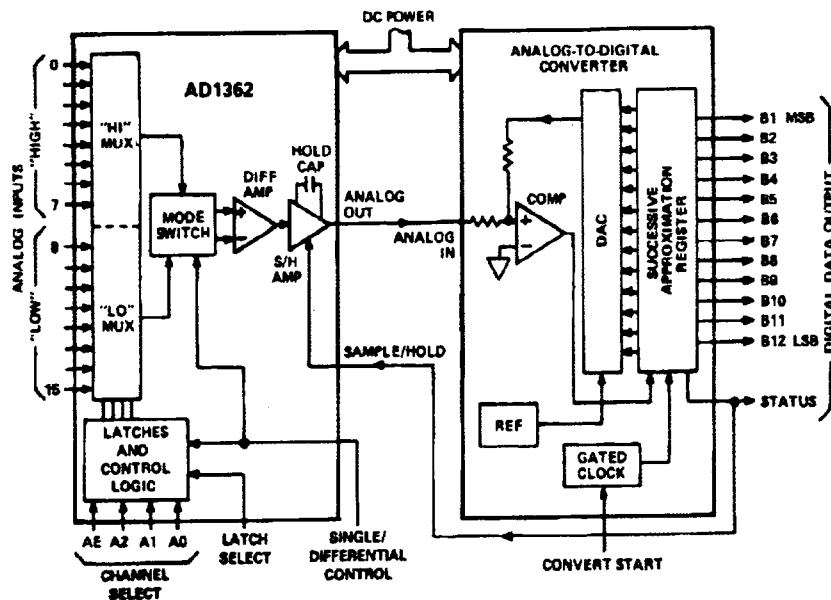 DC POWER
AD1362
ANALOG-TO-DIGITAL
CONVERTER
ANALOG INPUTS
"HIGH"
"LOW"
0
7
8
15
"HI"
MUX
"LO"
MUX
MODE
SWITCH
DIFF
AMP
HOLD
CAP
S/H
AMP
ANALOG
OUT
ANALOG
IN
SAMPLE/HOLD
COMP
+
−
+
−
DAC
SUCCESSIVE
APPROXIMATION
REGISTER
B1 MSB
B2
B3
B4
B5
B6
B7
B8
B9
B10
B11
B12 LSB
DIGITAL DATA OUTPUT
STATUS
REF
GATED
CLOCK
LATCHES
AND
CONTROL
LOGIC
AE A2 A1 A0
CHANNEL
SELECT
LATCH
SELECT
SINGLE/
DIFFERENTIAL
CONTROL
CONVERT START